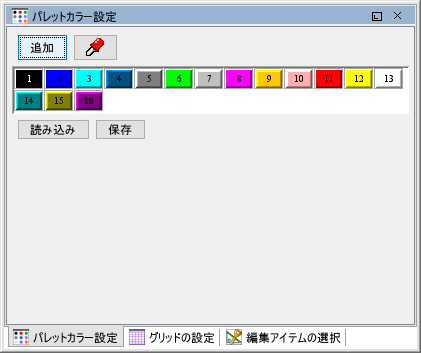 パレットカラー設定
追加
1 2 3 4 5 6 7 8 9 10 11 12 13
14 15 16
読み込み 保存
パレットカラー設定 グリッドの設定 編集アイテムの選択